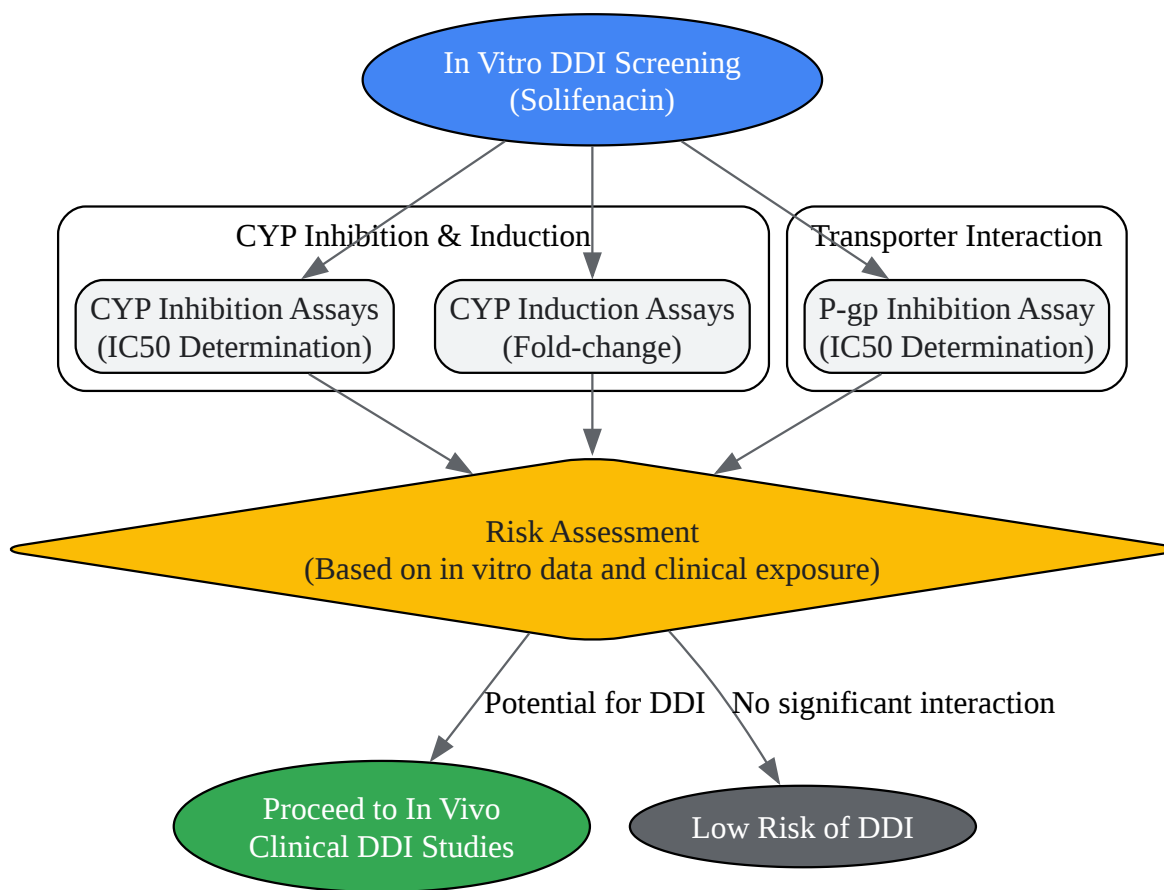 In Vitro DDI Screening
(Solifenacin)
CYP Inhibition & Induction
Transporter Interaction
CYP Inhibition Assays
(IC50 Determination)
CYP Induction Assays
(Fold-change)
P-gp Inhibition Assay
(IC50 Determination)
Risk Assessment
(Based on in vitro data and clinical exposure)
Potential for DDI
No significant interaction
Proceed to In Vivo
Clinical DDI Studies
Low Risk of DDI